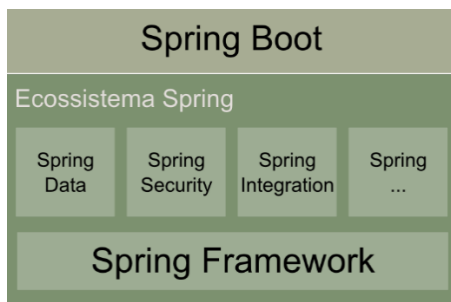 Spring Boot
Ecossistema Spring
Spring
Data
Spring
Security
Spring
Integration
Spring
...
Spring Framework